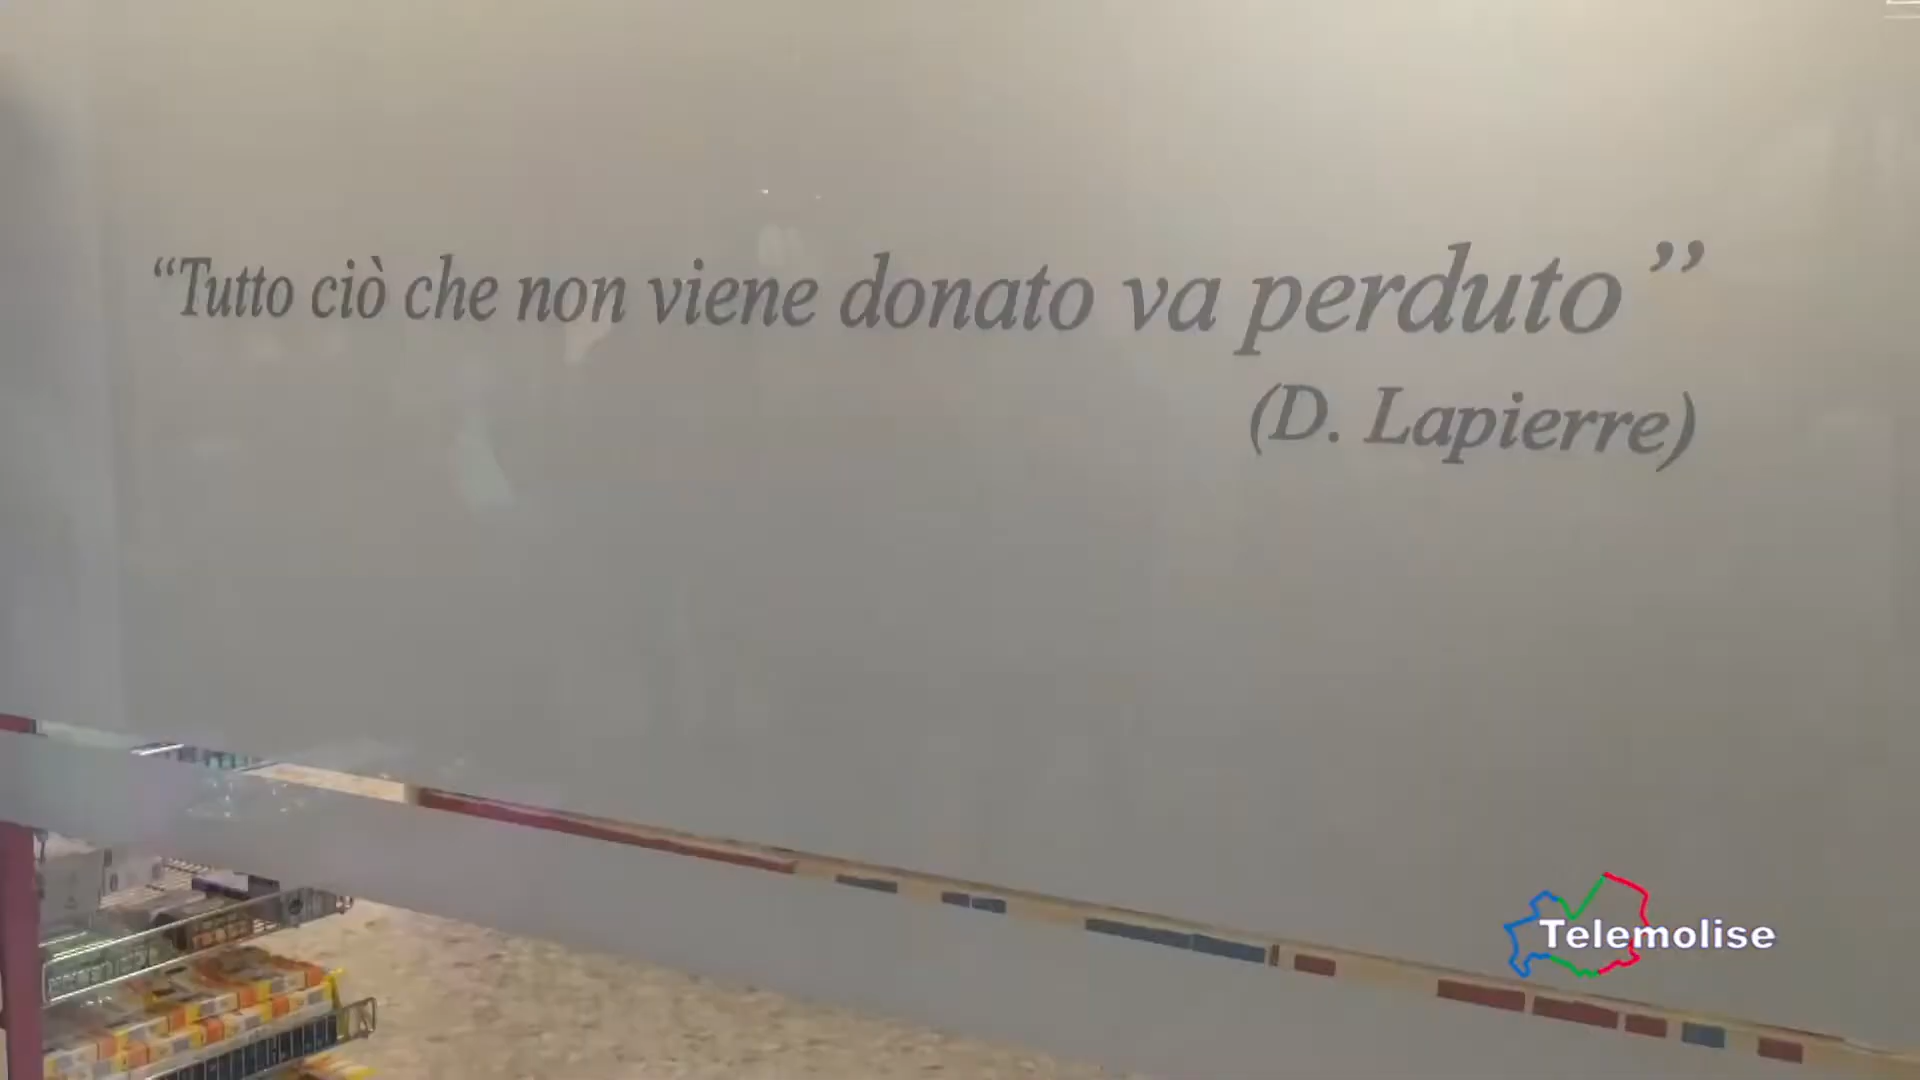 “Tutto ciò che non viene donato va perduto”
(D. Lapierre)
Telemolise